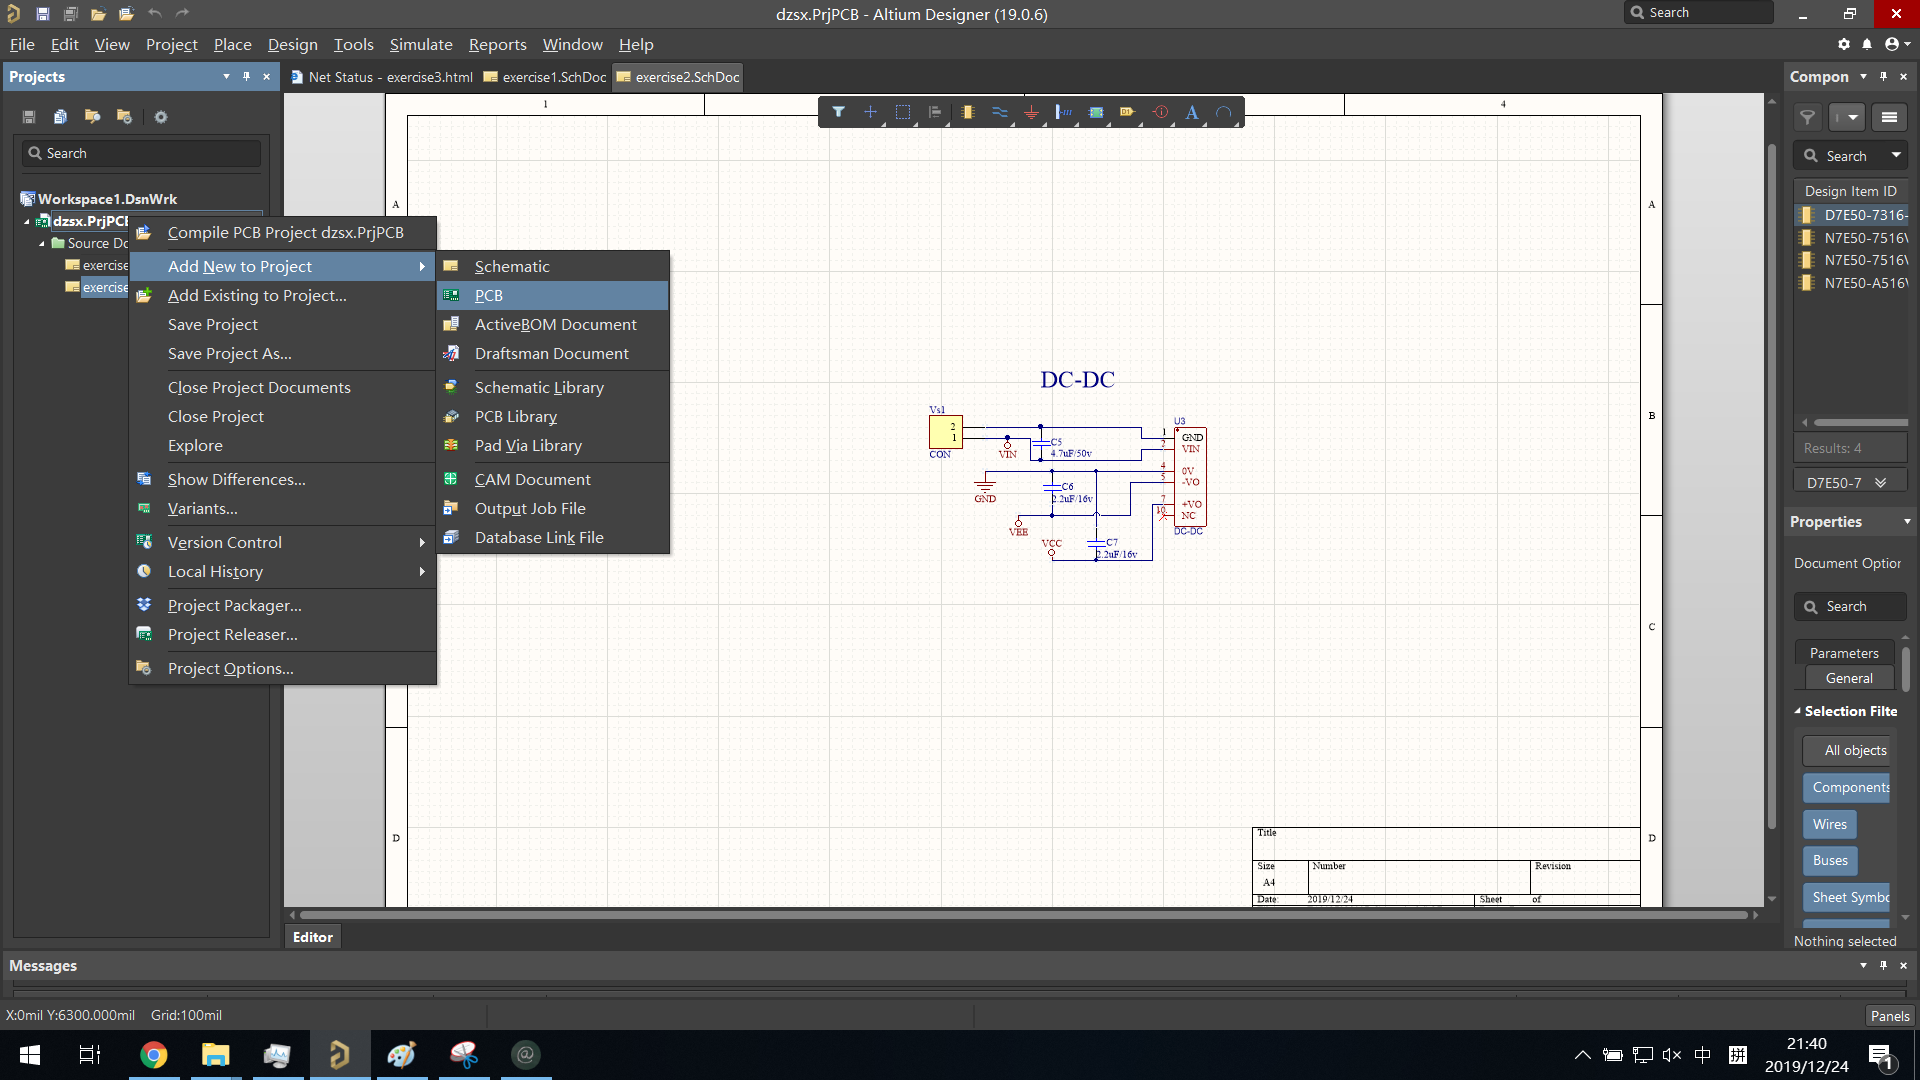 dzsx.PrjPCB - Altium Designer (19.0.6)
Search
File Edit View Project Place Design Tools Simulate Reports Window Help
Projects
Net Status - exercise3.html
exercise1.SchDoc
exercise2.SchDoc
Compon
Search
Search
Workspace1.DsnWrk
dzsx.PrjPCB
Source Do
exercise
exercise
Compile PCB Project dzsx.PrjPCB
Add New to Project
Add Existing to Project...
Save Project
Save Project As...
Close Project Documents
Close Project
Explore
Show Differences...
Variants...
Version Control
Local History
Project Packager...
Project Releaser...
Project Options...
Schematic
PCB
ActiveBOM Document
Draftsman Document
Schematic Library
PCB Library
Pad Via Library
CAM Document
Output Job File
Database Link File
1
4
A
A
B
C
D
D
DC-DC
Vs1
2
1
CON
VIN
C5
4.7uF/50v
GND
C6
2.2uF/16v
VEE
VCC
C7
2.2uF/16v
U3
1 GND
2 VIN
4 0V
5 -VO
7 +VO
10 NC
DC-DC
Title
Size
Number
Revision
A4
Date: 2019/12/24
Sheet of
Design Item ID
D7E50-7316-
N7E50-7516V
N7E50-7516V
N7E50-A516V
Results: 4
D7E50-7
Properties
Document Option
Search
Parameters
General
Selection Filte
All objects
Components
Wires
Buses
Sheet Symbo
Nothing selected
Editor
Messages
X:0mil Y:6300.000mil Grid:100mil
Panels
中
拼
21:40
2019/12/24
1